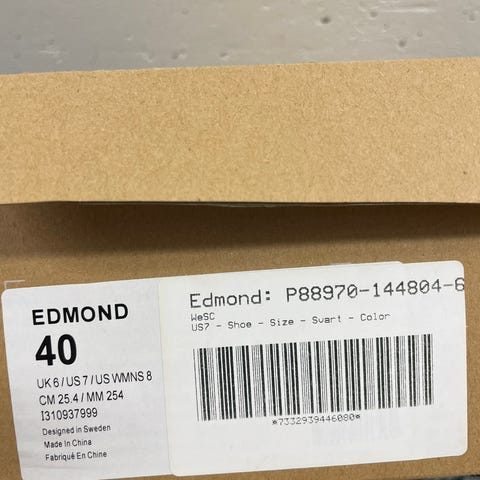 EDMOND
40
UK 6 / US 7 / US WMNS 8
CM 25.4 / MM 254
I310937999
Designed in Sweden
Made In China
Fabriqué En Chine
Edmond: P88970-144804-6
WeSC
US7 - Shoe - Size - Svart - Color
*7332939446080*